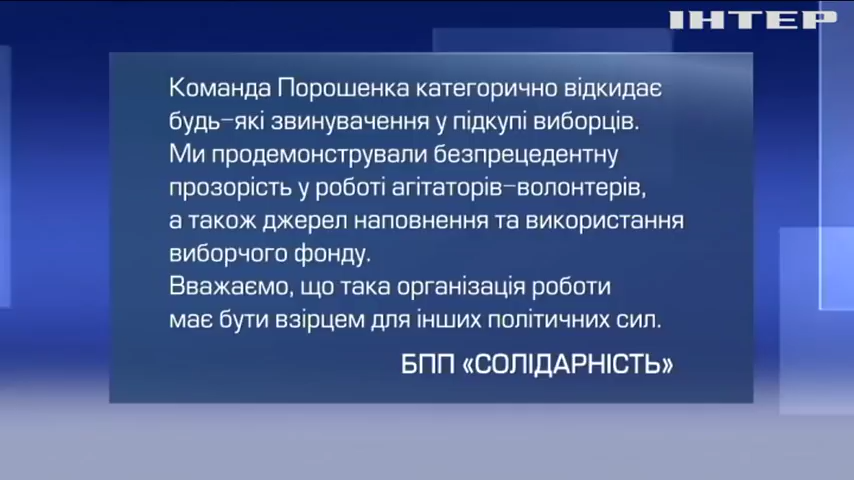 ІНТЕР
Команда Порошенка категорично відкидає
будь-які звинувачення у підкупі виборців.
Ми продемонстрували безпрецедентну
прозорість у роботі агітаторів-волонтерів,
а також джерел наповнення та використання
виборчого фонду.
Вважаємо, що така організація роботи
має бути взірцем для інших політичних сил.
БПП «СОЛІДАРНІСТЬ»